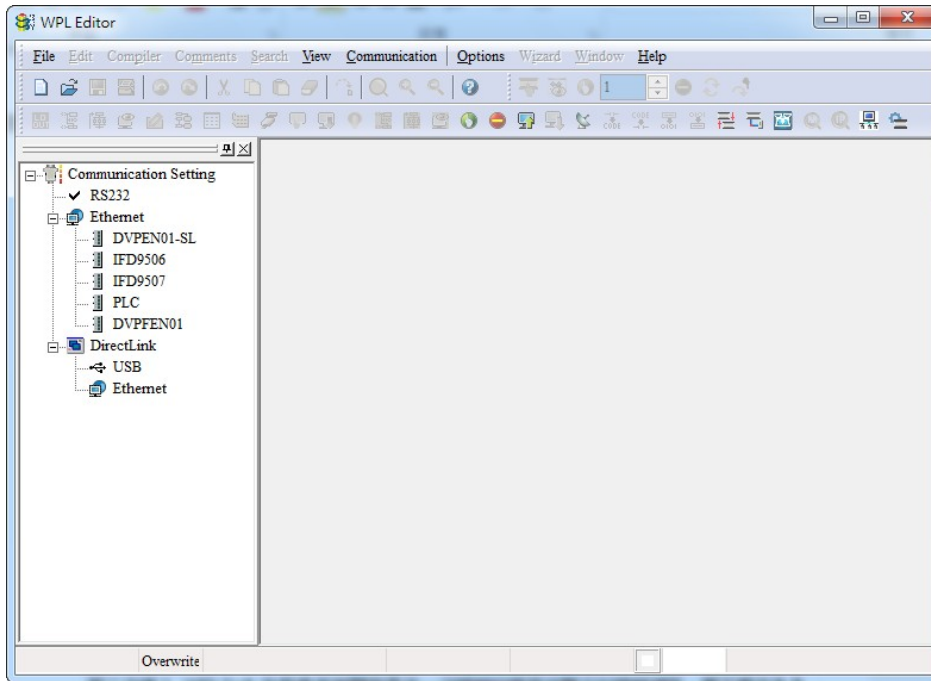 WPL Editor
File Edit Compiler Comments Search View Communication Options Wizard Window Help
1
Communication Setting
RS232
Ethernet
DVPEN01-SL
IFD9506
IFD9507
PLC
DVPFEN01
DirectLink
USB
Ethernet
Overwrite